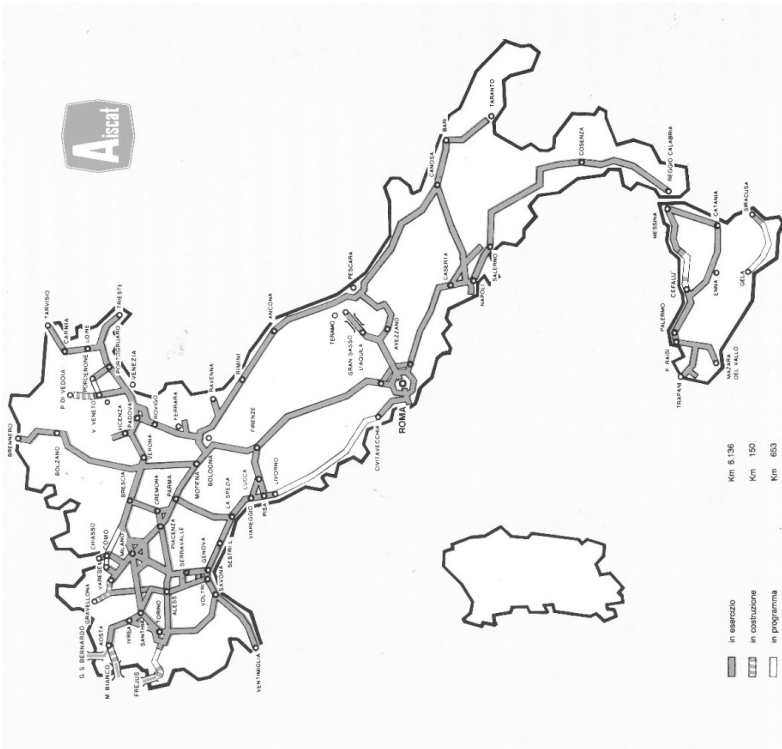 Aiscat
TARVISIO
CARNIA
UDINE
PORDENONE
PORTOGRUARO
TRIESTE
P. DI VEDOIA
V. VENETO
VENEZIA
VICENZA
PADOVA
ROVIGO
FERRARA
RAVENNA
RIMINI
ANCONA
PESCARA
TERAMO
GRAN SASSO
L'AQUILA
AVEZZANO
BRENNERO
BOLZANO
VERONA
BRESCIA
CREMONA
PARMA
MODENA
BOLOGNA
FIRENZE
CHIASSO
COMO
VARESE
MILANO
PIACENZA
SERRAVALLE
GENOVA
SESTRI L.
LA SPEZIA
VIAREGGIO
LUCCA
PISA
LIVORNO
CIVITAVECCHIA
ROMA
GRAVELLONA
G. S. BERNARDO
AOSTA
M. BIANCO
IVREA
SANTHIÀ
TORINO
FREJUS
ALESS.
VOLTRI
SAVONA
VENTIMIGLIA
CASERTA
NAPOLI
SALERNO
CANOSA
BARI
TARANTO
COSENZA
REGGIO CALABRIA
MESSINA
CEFALU'
PALERMO
P. RAISI
TRAPANI
MAZARA
DEL VALLO
ENNA
CATANIA
GELA
SIRACUSA
in esercizio Km 6.136
in costruzione Km 150
in programma Km 653